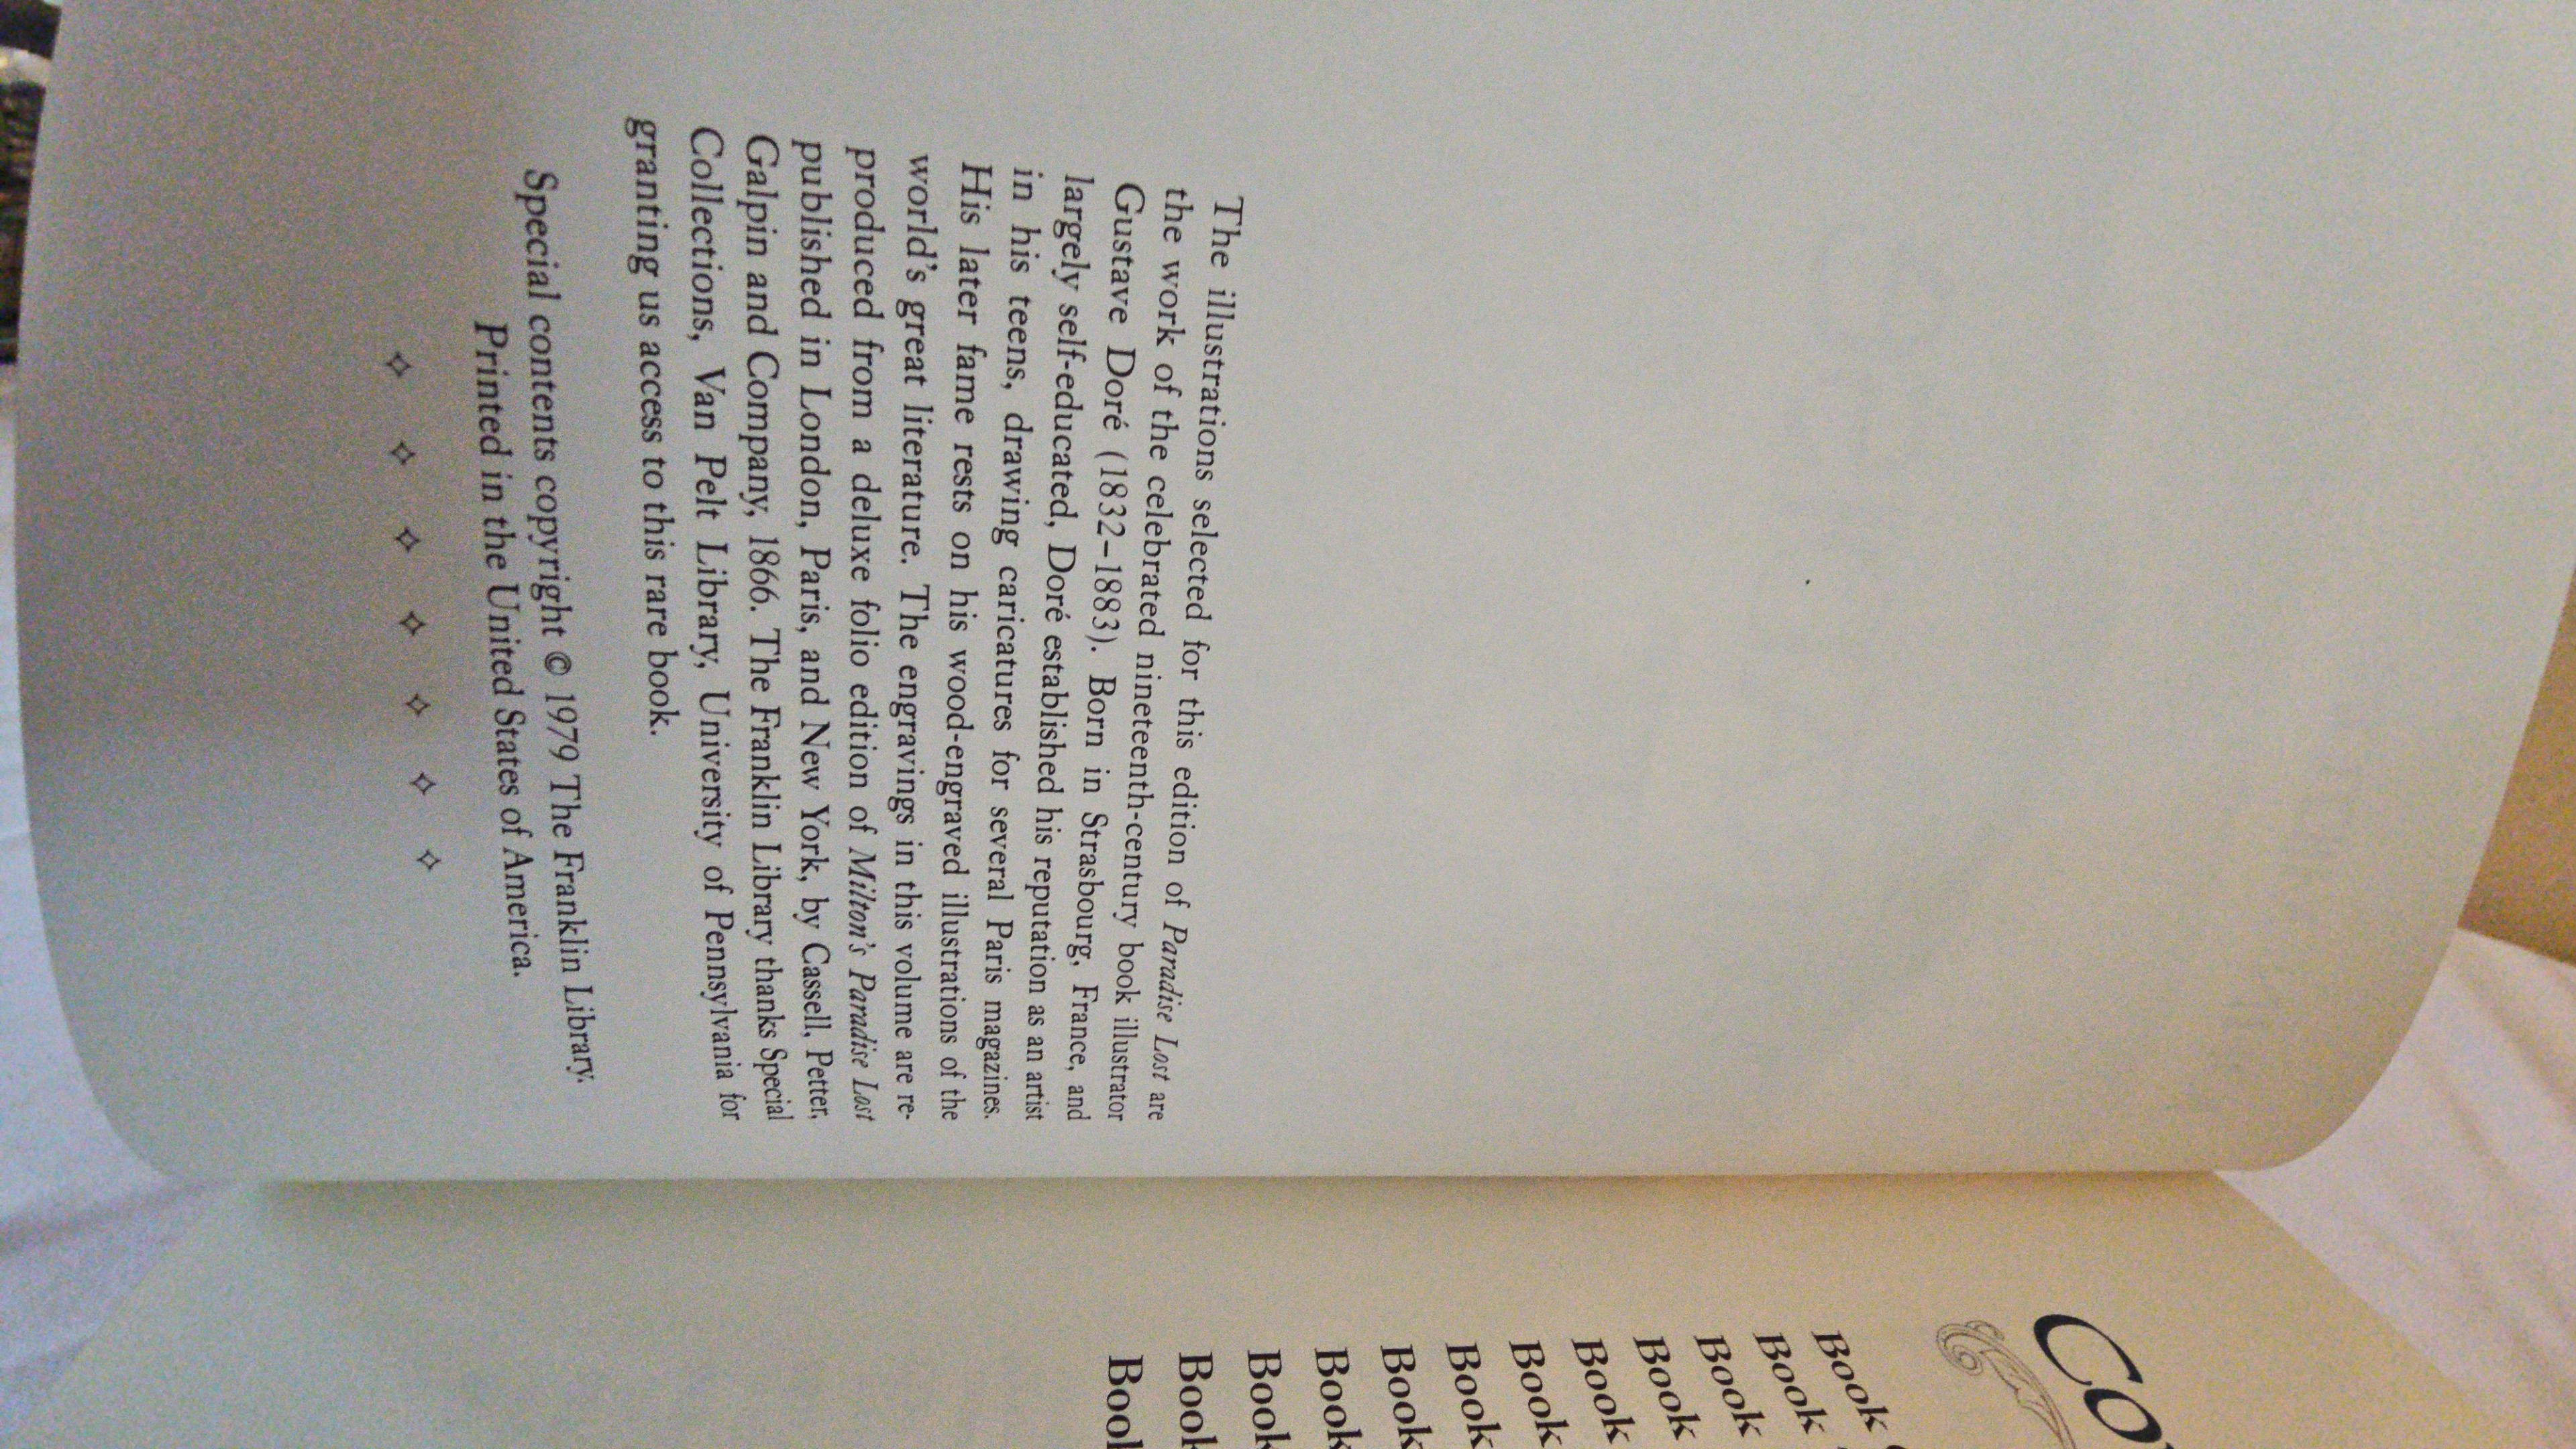 The illustrations selected for this edition of Paradise Lost are
the work of the celebrated nineteenth-century book illustrator
Gustave Doré (1832–1883). Born in Strasbourg, France, and
largely self-educated, Doré established his reputation as an artist
in his teens, drawing caricatures for several Paris magazines.
His later fame rests on his wood-engraved illustrations of the
world's great literature. The engravings in this volume are re-
produced from a deluxe folio edition of Milton's Paradise Lost
published in London, Paris, and New York, by Cassell, Petter,
Galpin and Company, 1866. The Franklin Library thanks Special
Collections, Van Pelt Library, University of Pennsylvania for
granting us access to this rare book.
Special contents copyright © 1979 The Franklin Library.
Printed in the United States of America.
Book
Book
Book
Book
Book
Book
Book
Book
Book
Book
Book
Book